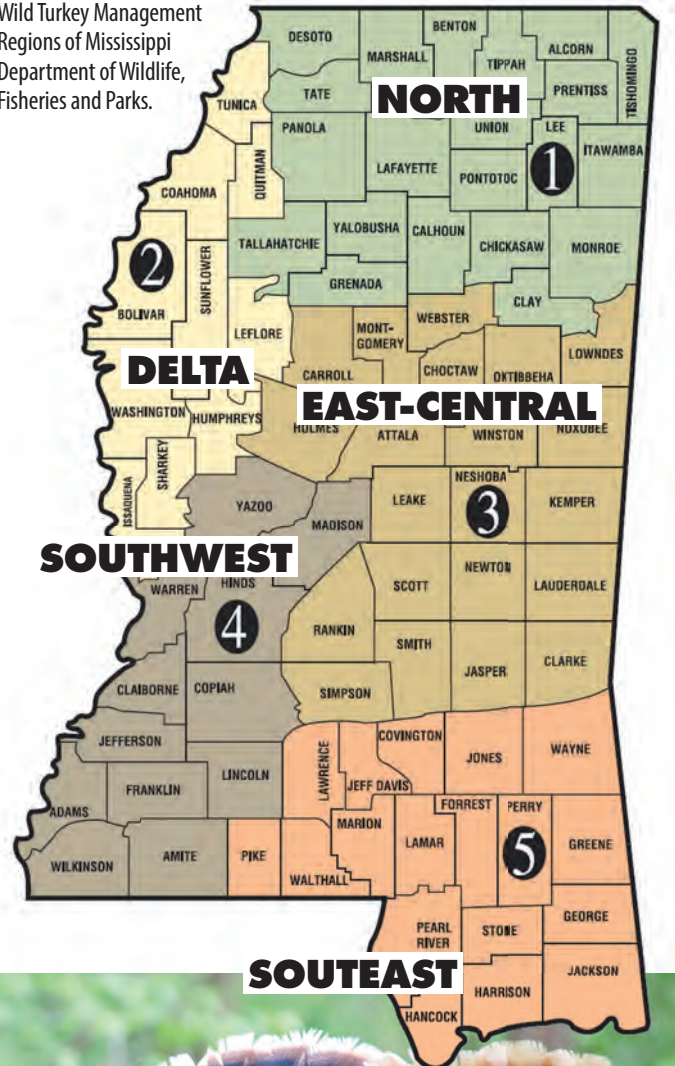 Wild Turkey Management
Regions of Mississippi
Department of Wildlife,
Fisheries and Parks.
DESOTO
BENTON
MARSHALL
TIPPAH
ALCORN
TISHOMINGO
PRENTISS
TUNICA
TATE
NORTH
PANOLA
UNION
LEE
ITAWAMBA
QUITMAN
LAFAYETTE
PONTOTOC
1
COAHOMA
TALLAHATCHIE
YALOBUSHA
CALHOUN
CHICKASAW
MONROE
2
SUNFLOWER
GRENADA
CLAY
BOLIVAR
LEFLORE
MONT-
GOMERY
WEBSTER
LOWNDES
DELTA
CARROLL
CHOCTAW
OKTIBBEHA
EAST-CENTRAL
WASHINGTON
HUMPHREYS
HOLMES
ATTALA
WINSTON
NOXUBEE
ISSAQUENA
SHARKEY
YAZOO
MADISON
LEAKE
NESHOBA
3
KEMPER
SOUTHWEST
WARREN
HINDS
4
RANKIN
SCOTT
NEWTON
LAUDERDALE
SMITH
JASPER
CLARKE
CLAIBORNE
COPIAH
SIMPSON
JEFFERSON
LAWRENCE
COVINGTON
JONES
WAYNE
ADAMS
FRANKLIN
LINCOLN
JEFF DAVIS
MARION
FORREST
PERRY
5
GREENE
WILKINSON
AMITE
PIKE
WALTHALL
LAMAR
PEARL
RIVER
STONE
GEORGE
SOUTEAST
HANCOCK
HARRISON
JACKSON